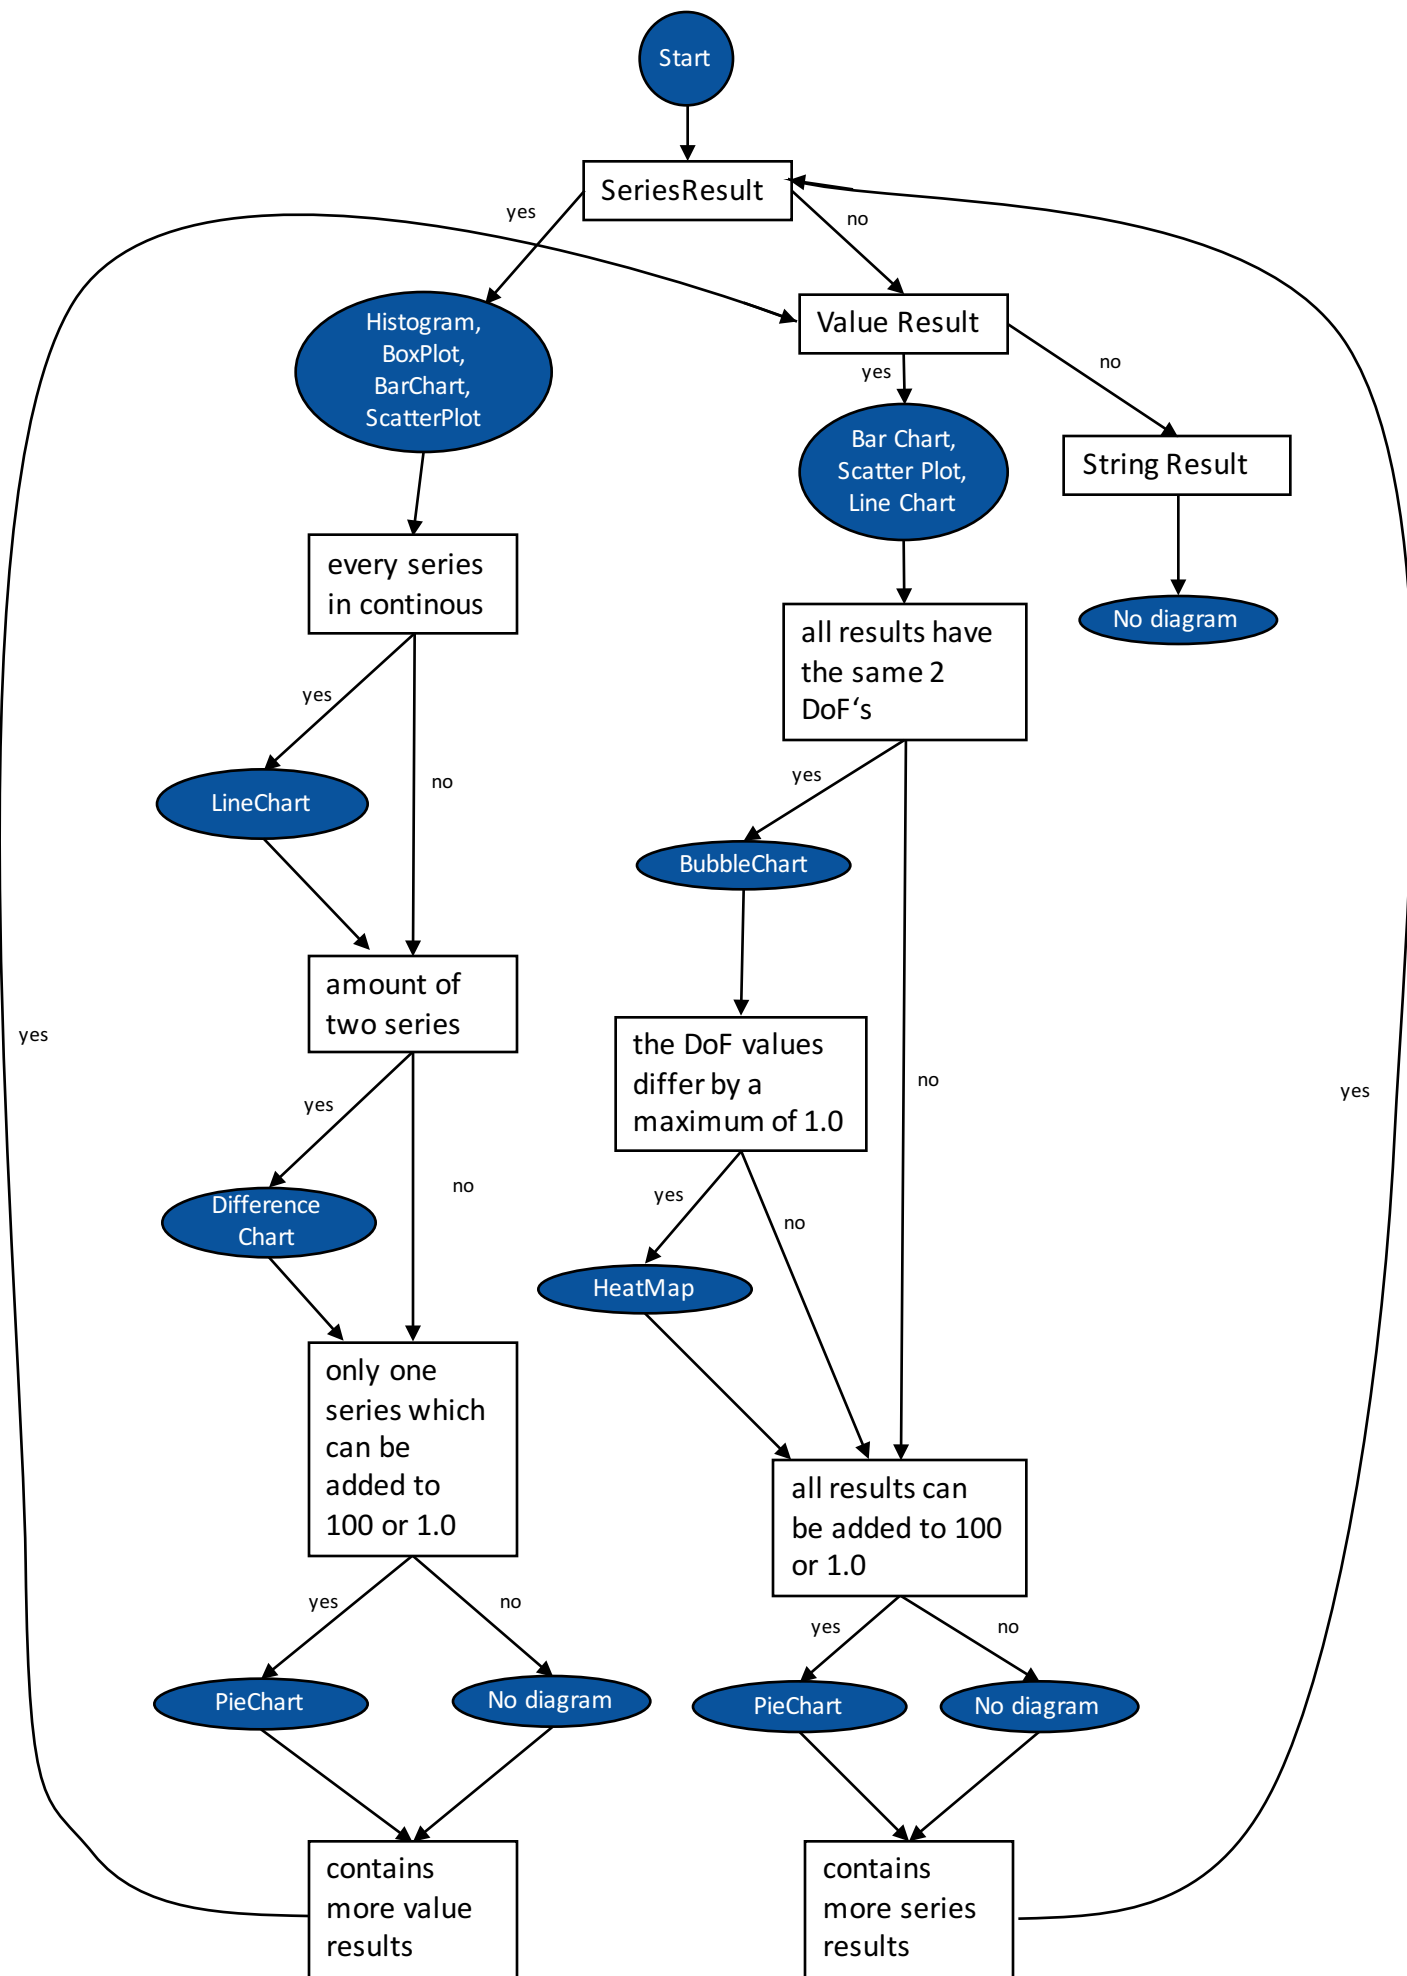 Start
SeriesResult
yes
no
Histogram,
BoxPlot,
BarChart,
ScatterPlot
Value Result
yes
no
Bar Chart,
Scatter Plot,
Line Chart
String Result
No diagram
every series
in continous
yes
no
LineChart
amount of
two series
yes
no
Difference
Chart
only one
series which
can be
added to
100 or 1.0
yes
no
PieChart
No diagram
contains
more value
results
yes
all results have
the same 2
DoF‘s
yes
no
BubbleChart
the DoF values
differ by a
maximum of 1.0
yes
no
HeatMap
all results can
be added to 100
or 1.0
yes
no
PieChart
No diagram
contains
more series
results
yes